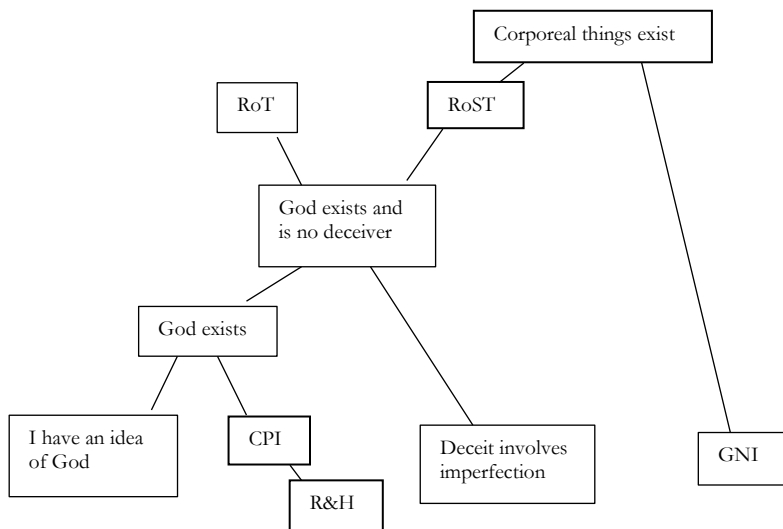 Corporeal things exist
RoT
RoST
God exists and
is no deceiver
God exists
I have an idea
of God
CPI
Deceit involves
imperfection
GNI
R&H